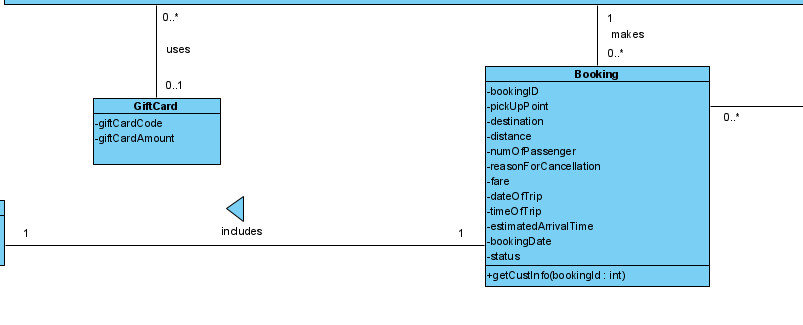 0..*
uses
0..1
GiftCard
-giftCardCode
-giftCardAmount
1
makes
0..*
Booking
-bookingID
-pickUpPoint
-destination
-distance
-numOfPassenger
-reasonForCancellation
-fare
-dateOfTrip
-timeOfTrip
-estimatedArrivalTime
-bookingDate
-status
+getCustInfo(bookingId : int)
0..*
1
includes
1